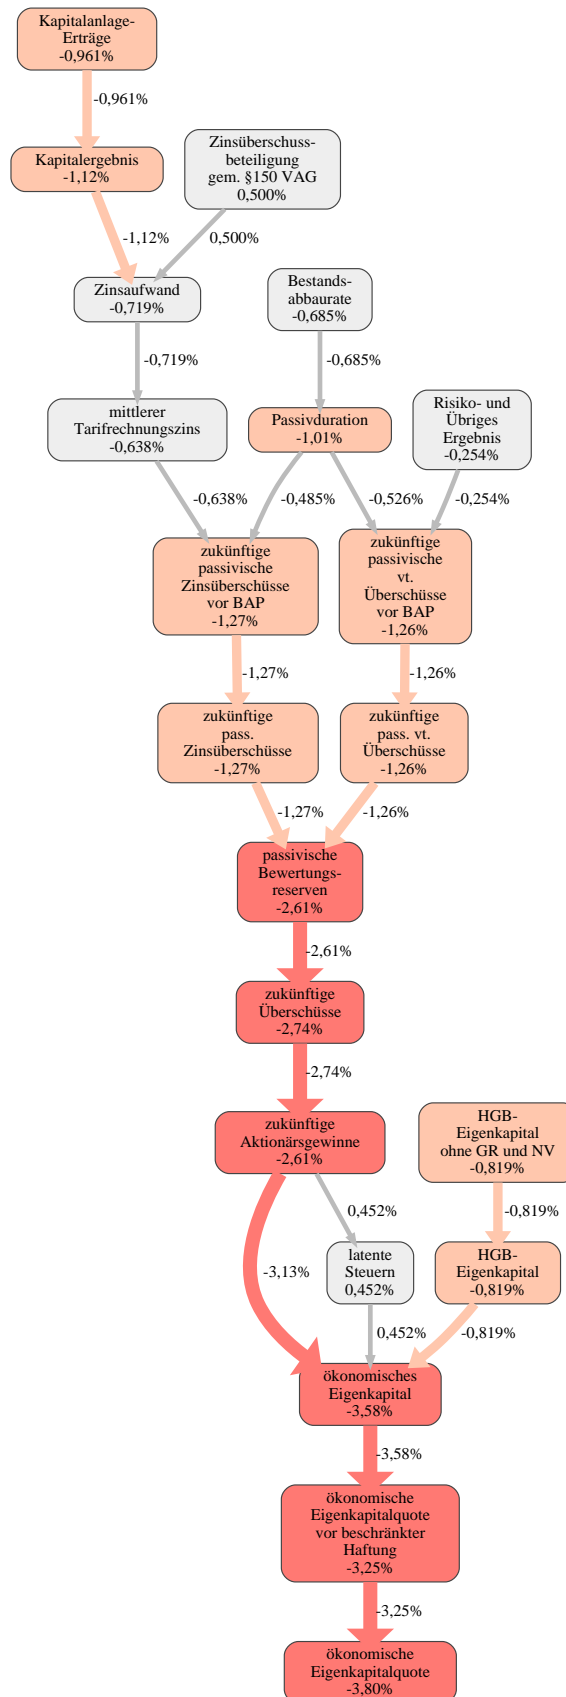 Kapitalanlage-
Erträge
-0,961%
-0,961%
Kapitalergebnis
-1,12%
Zinsüberschuss-
beteiligung
gem. §150 VAG
0,500%
-1,12%
0,500%
Zinsaufwand
-0,719%
Bestands-
abbaurate
-0,685%
-0,719%
-0,685%
mittlerer
Tarifrechnungszins
-0,638%
Passivduration
-1,01%
Risiko- und
Übriges
Ergebnis
-0,254%
-0,638%
-0,485%
-0,526%
-0,254%
zukünftige
passivische
Zinsüberschüsse
vor BAP
-1,27%
zukünftige
passivische
vt.
Überschüsse
vor BAP
-1,26%
-1,27%
-1,26%
zukünftige
pass.
Zinsüberschüsse
-1,27%
zukünftige
pass. vt.
Überschüsse
-1,26%
-1,27%
-1,26%
passivische
Bewertungs-
reserven
-2,61%
-2,61%
zukünftige
Überschüsse
-2,74%
-2,74%
zukünftige
Aktionärsgewinne
-2,61%
HGB-
Eigenkapital
ohne GR und NV
-0,819%
0,452%
-0,819%
-3,13%
latente
Steuern
0,452%
HGB-
Eigenkapital
-0,819%
0,452%
-0,819%
ökonomisches
Eigenkapital
-3,58%
-3,58%
ökonomische
Eigenkapitalquote
vor beschränkter
Haftung
-3,25%
-3,25%
ökonomische
Eigenkapitalquote
-3,80%